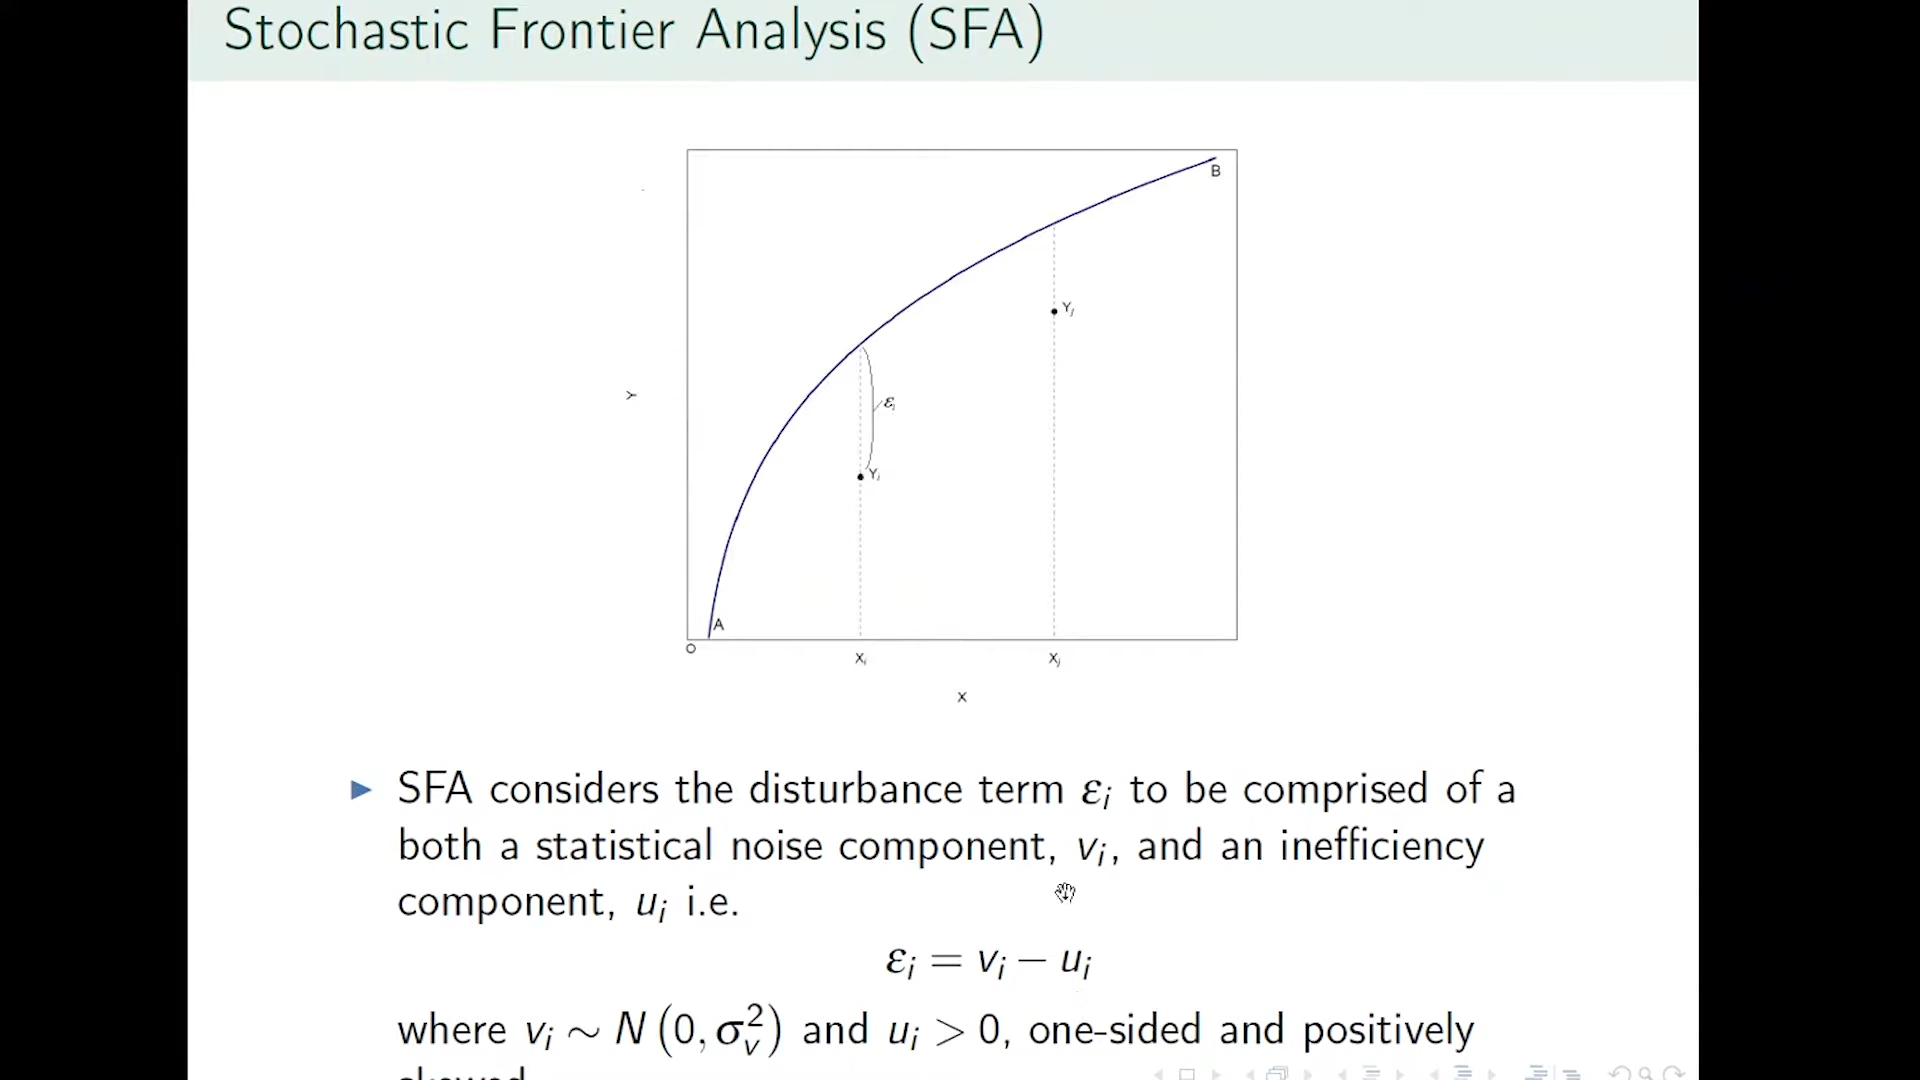 Stochastic Frontier Analysis (SFA)
B
Yⱼ
Y
εᵢ
Yᵢ
A
O
Xᵢ
Xⱼ
X
SFA considers the disturbance term εᵢ to be comprised of a
both a statistical noise component, vᵢ, and an inefficiency
component, uᵢ i.e.
εᵢ = vᵢ − uᵢ
where vᵢ ∼ N (0, σᵥ²) and uᵢ > 0, one-sided and positively
skewed